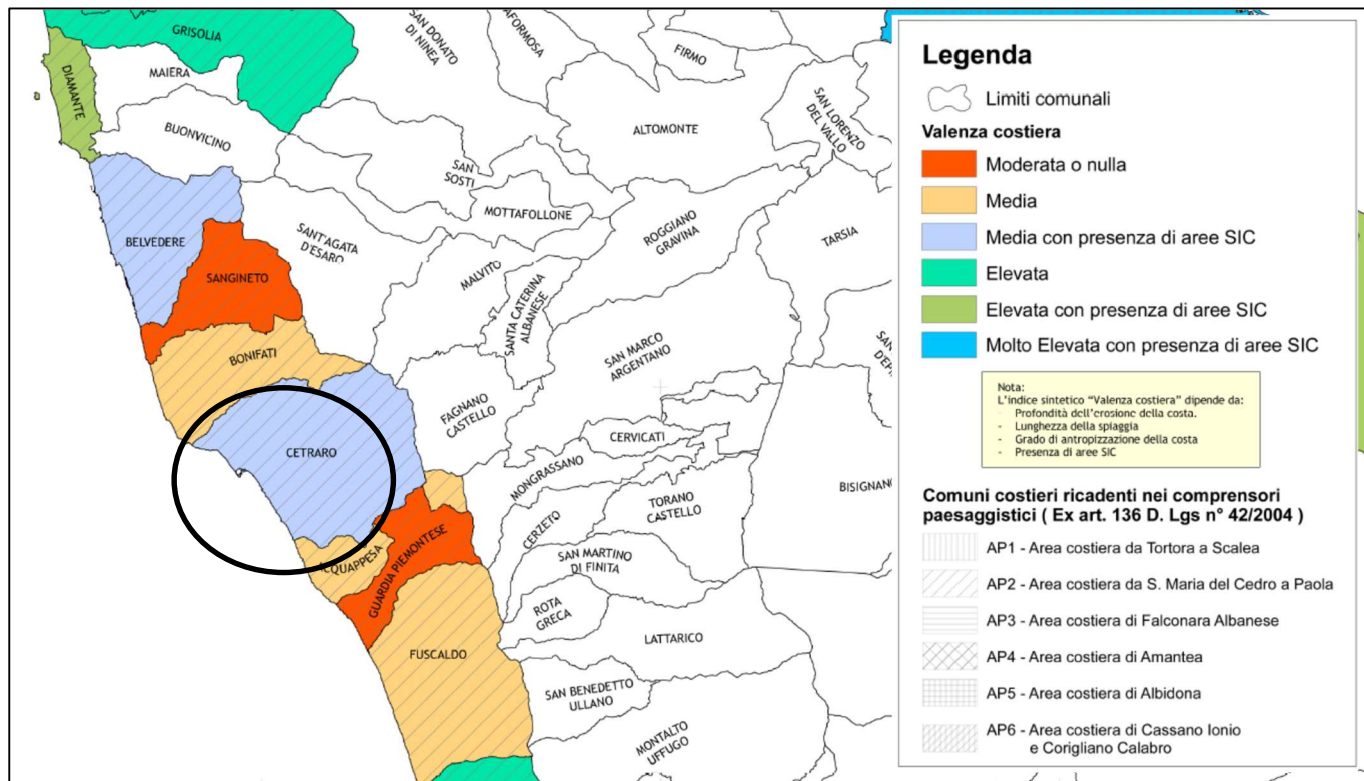 GRISOLIA
SAN DONATO
DI NINEA
FIRMO
MAIERA
DIAMANTE
BUONVICINO
ALTOMONTE
SAN LORENZO
DEL VALLO
SAN
SOSTI
MOTTAFOLLONE
BELVEDERE
SANT'AGATA
D'ESARO
ROGGIANO
GRAVINA
TARSIA
SANGINETO
MALVITO
SANTA CATERINA
ALBANESE
BONIFATI
SAN MARCO
ARGENTANO
FAGNANO
CASTELLO
CETRARO
CERVICATI
MONGRASSANO
BISIGNANO
TORANO
CASTELLO
CERZETO
ACQUAPPESA
GUARDIA PIEMONTESE
SAN MARTINO
DI FINITA
ROTA
GRECA
LATTARICO
FUSCALDO
SAN BENEDETTO
ULLANO
MONTALTO
UFFUGO
Legenda
Limiti comunali
Valenza costiera
Moderata o nulla
Media
Media con presenza di aree SIC
Elevata
Elevata con presenza di aree SIC
Molto Elevata con presenza di aree SIC
Nota:
L'indice sintetico "Valenza costiera" dipende da:
- Profondità dell'erosione della costa.
- Lunghezza della spiaggia
- Grado di antropizzazione della costa
- Presenza di aree SIC
Comuni costieri ricadenti nei comprensori
paesaggistici ( Ex art. 136 D. Lgs n° 42/2004 )
AP1 - Area costiera da Tortora a Scalea
AP2 - Area costiera da S. Maria del Cedro a Paola
AP3 - Area costiera di Falconara Albanese
AP4 - Area costiera di Amantea
AP5 - Area costiera di Albidona
AP6 - Area costiera di Cassano Ionio
e Corigliano Calabro